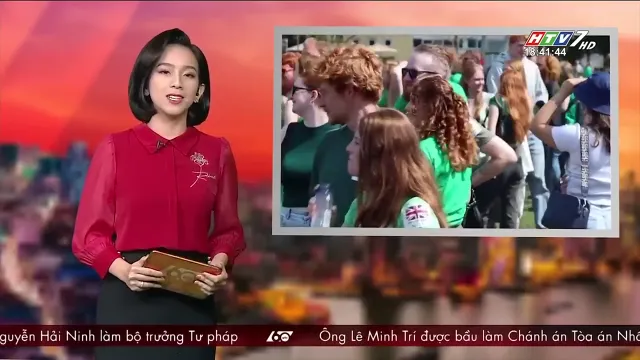 HTV7 HD
18:41:44
guyễn Hải Ninh làm bộ trưởng Tư pháp 60 Ông Lê Minh Trí được bầu làm Chánh án Tòa án Nhâ